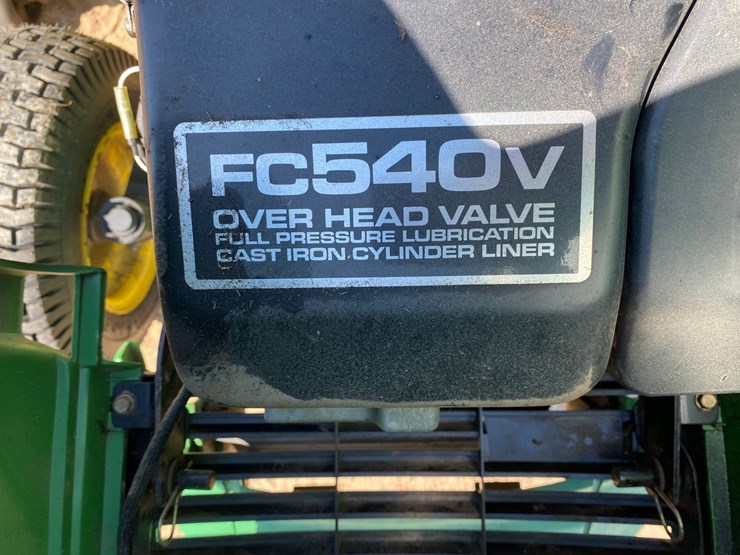 FC540V
OVER HEAD VALVE
FULL PRESSURE LUBRICATION
CAST IRON CYLINDER LINER